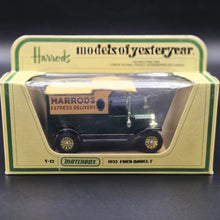 Harrods
models of yesteryear
HARRODS
EXPRESS DELIVERY
Y-12
MATCHBOX
1912 FORD MODEL T